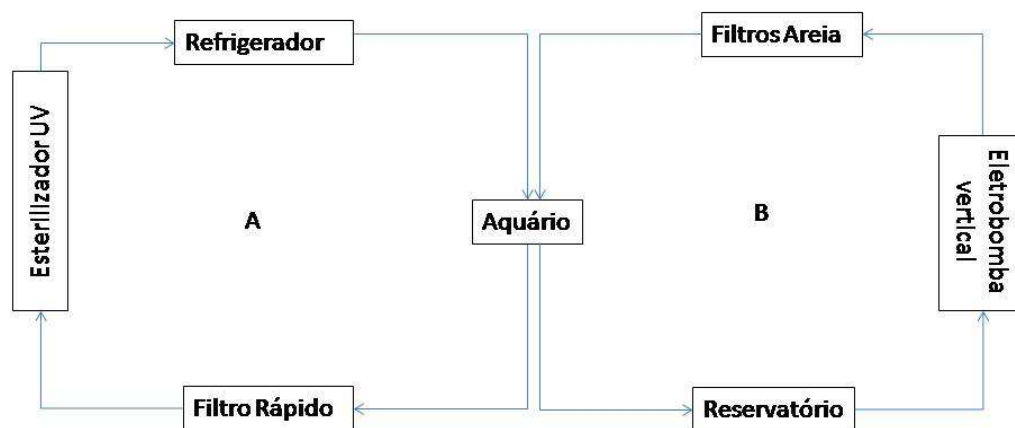 Refrigerador
Filtros Areia
Esterilizador UV
Eletrobomba
vertical
A
Aquário
B
Filtro Rápido
Reservatório